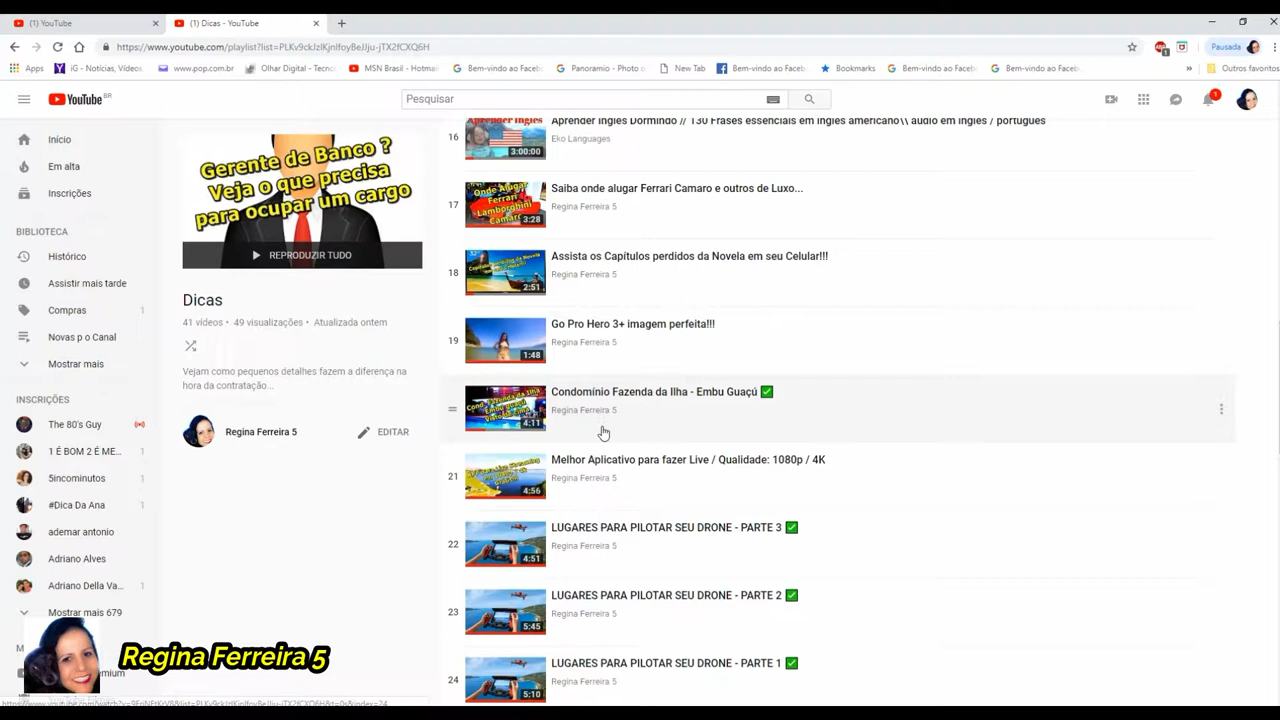 (1) YouTube
(1) Dicas - YouTube
https://www.youtube.com/playlist?list=PLKv9ckJzlKjnlfoyBeJJju-jTX2fCXQ6H
Pausada
Apps
iG - Notícias, Vídeos,
www.pop.com.br
Olhar Digital - Tecno
MSN Brasil - Hotmai
Bem-vindo ao Faceb
Panoramio - Photo o
New Tab
Bem-vindo ao Faceb
Bookmarks
Bem-vindo ao Faceb
Bem-vindo ao Faceb
Outros favoritos
YouTube BR
Pesquisar
1
Início
Em alta
Inscrições
BIBLIOTECA
Histórico
Assistir mais tarde
Compras 1
Novas p o Canal
Mostrar mais
INSCRIÇÕES
The 80's Guy
1 É BOM 2 É ME... 1
5incominutos 1
#Dica Da Ana 1
ademar antonio
Adriano Alves
Adriano Della Va... 1
Mostrar mais 679
Regina Ferreira 5
Gerente de Banco ?
Veja o que precisa
para ocupar um cargo
REPRODUZIR TUDO
Dicas
41 vídeos • 49 visualizações • Atualizada ontem
Vejam como pequenos detalhes fazem a diferença na
hora da contratação...
Regina Ferreira 5
EDITAR
16
3:00:00
Aprender Inglês Dormindo // 130 Frases essenciais em inglês americano\\ áudio em inglês / português
Eko Languages
17
Onde Alugar
Ferrari
Lamborghini
Camaro
3:28
Saiba onde alugar Ferrari Camaro e outros de Luxo...
Regina Ferreira 5
18
2:51
Assista os Capítulos perdidos da Novela em seu Celular!!!
Regina Ferreira 5
19
1:48
Go Pro Hero 3+ imagem perfeita!!!
Regina Ferreira 5
4:11
Condomínio Fazenda da Ilha - Embu Guaçú ✅
Regina Ferreira 5
21
4:56
Melhor Aplicativo para fazer Live / Qualidade: 1080p / 4K
Regina Ferreira 5
22
4:51
LUGARES PARA PILOTAR SEU DRONE - PARTE 3 ✅
Regina Ferreira 5
23
5:45
LUGARES PARA PILOTAR SEU DRONE - PARTE 2 ✅
Regina Ferreira 5
24
5:10
LUGARES PARA PILOTAR SEU DRONE - PARTE 1 ✅
Regina Ferreira 5